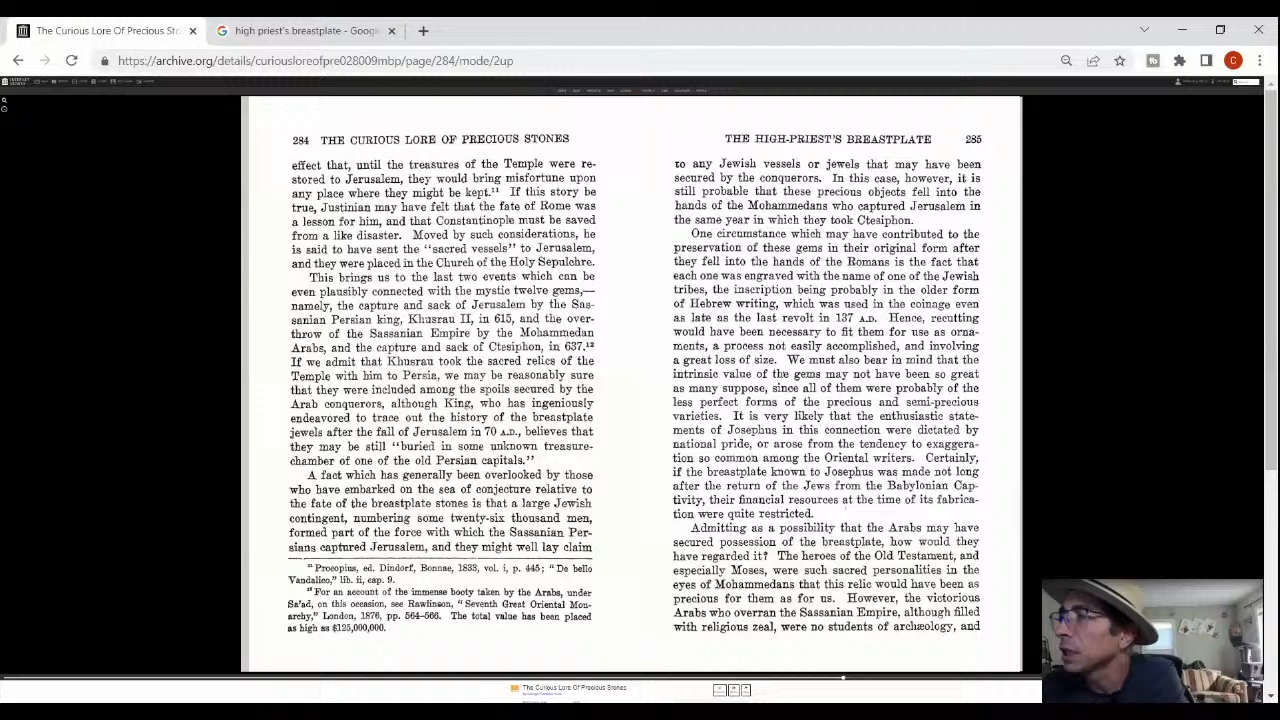 The Curious Lore Of Precious Sto
high priest's breastplate - Google
https://archive.org/details/curiousloreofpre028009mbp/page/284/mode/2up
C
284 THE CURIOUS LORE OF PRECIOUS STONES
effect that, until the treasures of the Temple were re-
stored to Jerusalem, they would bring misfortune upon
any place where they might be kept.¹¹ If this story be
true, Justinian may have felt that the fate of Rome was
a lesson for him, and that Constantinople must be saved
from a like disaster. Moved by such considerations, he
is said to have sent the "sacred vessels" to Jerusalem,
and they were placed in the Church of the Holy Sepulchre.
This brings us to the last two events which can be
even plausibly connected with the mystic twelve gems,—
namely, the capture and sack of Jerusalem by the Sas-
sanian Persian king, Khusrau II, in 615, and the over-
throw of the Sassanian Empire by the Mohammedan
Arabs, and the capture and sack of Ctesiphon, in 637.¹²
If we admit that Khusrau took the sacred relics of the
Temple with him to Persia, we may be reasonably sure
that they were included among the spoils secured by the
Arab conquerors, although King, who has ingeniously
endeavored to trace out the history of the breastplate
jewels after the fall of Jerusalem in 70 A.D., believes that
they may be still "buried in some unknown treasure-
chamber of one of the old Persian capitals."
A fact which has generally been overlooked by those
who have embarked on the sea of conjecture relative to
the fate of the breastplate stones is that a large Jewish
contingent, numbering some twenty-six thousand men,
formed part of the force with which the Sassanian Per-
sians captured Jerusalem, and they might well lay claim
¹¹ Procopius, ed. Dindorf, Bonnae, 1833, vol. i, p. 445; "De bello
Vandalico," lib. ii, cap. 9.
¹² For an account of the immense booty taken by the Arabs, under
Sa'ad, on this occasion, see Rawlinson, "Seventh Great Oriental Mon-
archy," London, 1876, pp. 564–566. The total value has been placed
as high as $125,000,000.
THE HIGH-PRIEST'S BREASTPLATE 285
to any Jewish vessels or jewels that may have been
secured by the conquerors. In this case, however, it is
still probable that these precious objects fell into the
hands of the Mohammedans who captured Jerusalem in
the same year in which they took Ctesiphon.
One circumstance which may have contributed to the
preservation of these gems in their original form after
they fell into the hands of the Romans is the fact that
each one was engraved with the name of one of the Jewish
tribes, the inscription being probably in the older form
of Hebrew writing, which was used in the coinage even
as late as the last revolt in 137 A.D. Hence, recutting
would have been necessary to fit them for use as orna-
ments, a process not easily accomplished, and involving
a great loss of size. We must also bear in mind that the
intrinsic value of the gems may not have been so great
as many suppose, since all of them were probably of the
less perfect forms of the precious and semi-precious
varieties. It is very likely that the enthusiastic state-
ments of Josephus in this connection were dictated by
national pride, or arose from the tendency to exaggera-
tion so common among the Oriental writers. Certainly,
if the breastplate known to Josephus was made not long
after the return of the Jews from the Babylonian Cap-
tivity, their financial resources at the time of its fabrica-
tion were quite restricted.
Admitting as a possibility that the Arabs may have
secured possession of the breastplate, how would they
have regarded it? The heroes of the Old Testament, and
especially Moses, were such sacred personalities in the
eyes of Mohammedans that this relic would have been as
precious for them as for us. However, the victorious
Arabs who overran the Sassanian Empire, although filled
with religious zeal, were no students of archæology, and
The Curious Lore Of Precious Stones